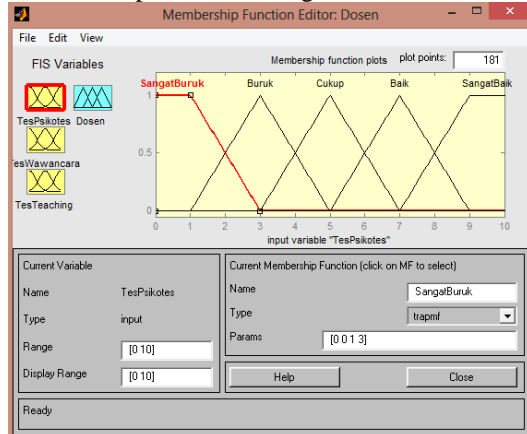 Membership Function Editor: Dosen
File Edit View
FIS Variables
Membership function plots
plot points:
181
TesPsikotes
Dosen
esWawancara
TesTeaching
SangatBuruk
Buruk
Cukup
Baik
SangatBaik
1
0.5
0
0 1 2 3 4 5 6 7 8 9 10
input variable "TesPsikotes"
Current Variable
Name TesPsikotes
Type input
Range [0 10]
Display Range [0 10]
Current Membership Function (click on MF to select)
Name SangatBuruk
Type trapmf
Params [0 0 1 3]
Help
Close
Ready